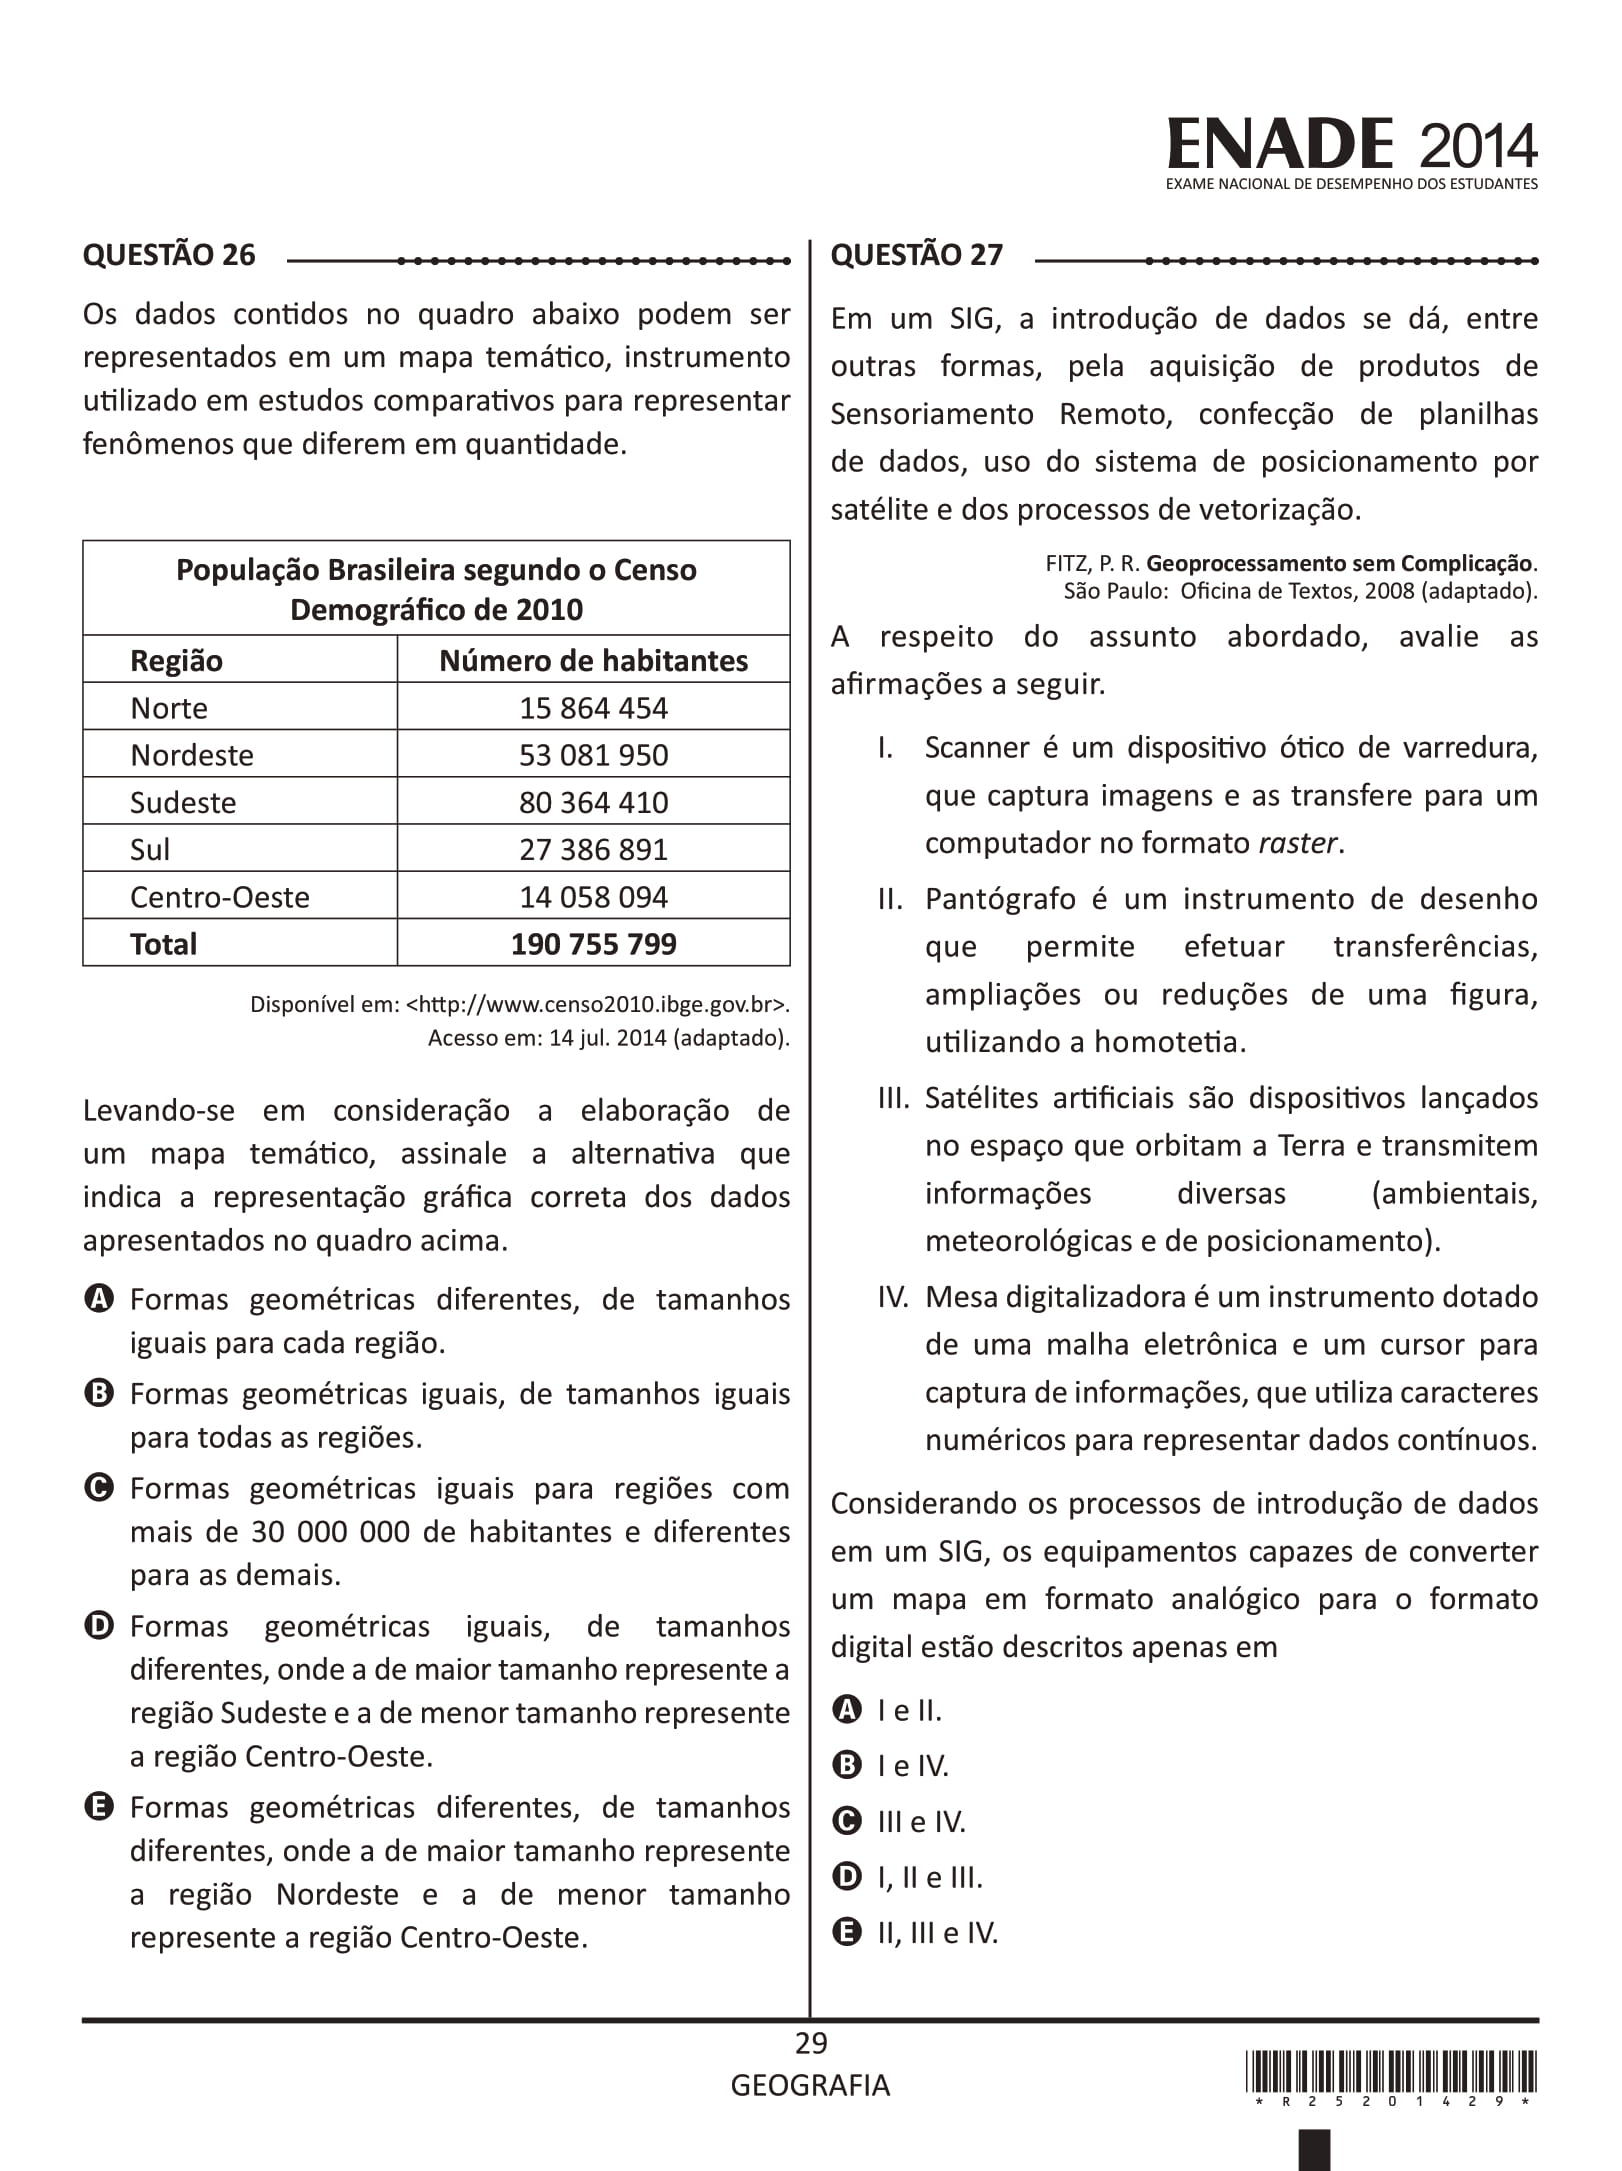 ENADE 2014
EXAME NACIONAL DE DESEMPENHO DOS ESTUDANTES
QUESTÃO 26
Os dados contidos no quadro abaixo podem ser
representados em um mapa temático, instrumento
utilizado em estudos comparativos para representar
fenômenos que diferem em quantidade.
População Brasileira segundo o Censo
Demográfico de 2010
Região Número de habitantes
Norte 15 864 454
Nordeste 53 081 950
Sudeste 80 364 410
Sul 27 386 891
Centro-Oeste 14 058 094
Total 190 755 799
Disponível em: <http://www.censo2010.ibge.gov.br>.
Acesso em: 14 jul. 2014 (adaptado).
Levando-se em consideração a elaboração de
um mapa temático, assinale a alternativa que
indica a representação gráfica correta dos dados
apresentados no quadro acima.
A Formas geométricas diferentes, de tamanhos
iguais para cada região.
B Formas geométricas iguais, de tamanhos iguais
para todas as regiões.
C Formas geométricas iguais para regiões com
mais de 30 000 000 de habitantes e diferentes
para as demais.
D Formas geométricas iguais, de tamanhos
diferentes, onde a de maior tamanho represente a
região Sudeste e a de menor tamanho represente
a região Centro-Oeste.
E Formas geométricas diferentes, de tamanhos
diferentes, onde a de maior tamanho represente
a região Nordeste e a de menor tamanho
represente a região Centro-Oeste.
QUESTÃO 27
Em um SIG, a introdução de dados se dá, entre
outras formas, pela aquisição de produtos de
Sensoriamento Remoto, confecção de planilhas
de dados, uso do sistema de posicionamento por
satélite e dos processos de vetorização.
FITZ, P. R. Geoprocessamento sem Complicação.
São Paulo: Oficina de Textos, 2008 (adaptado).
A respeito do assunto abordado, avalie as
afirmações a seguir.
I. Scanner é um dispositivo ótico de varredura,
que captura imagens e as transfere para um
computador no formato raster.
II. Pantógrafo é um instrumento de desenho
que permite efetuar transferências,
ampliações ou reduções de uma figura,
utilizando a homotetia.
III. Satélites artificiais são dispositivos lançados
no espaço que orbitam a Terra e transmitem
informações diversas (ambientais,
meteorológicas e de posicionamento).
IV. Mesa digitalizadora é um instrumento dotado
de uma malha eletrônica e um cursor para
captura de informações, que utiliza caracteres
numéricos para representar dados contínuos.
Considerando os processos de introdução de dados
em um SIG, os equipamentos capazes de converter
um mapa em formato analógico para o formato
digital estão descritos apenas em
A I e II.
B I e IV.
C III e IV.
D I, II e III.
E II, III e IV.
29
GEOGRAFIA
* R 2 5 2 0 1 4 2 9 *